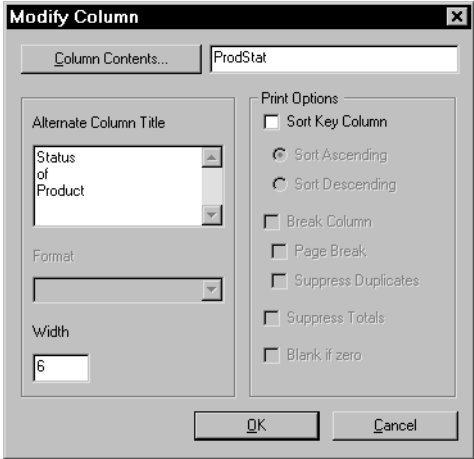 Modify Column
Column Contents...
ProdStat
Alternate Column Title
Status
of
Product
Format
Width
6
Print Options
Sort Key Column
Sort Ascending
Sort Descending
Break Column
Page Break
Suppress Duplicates
Suppress Totals
Blank if zero
OK
Cancel